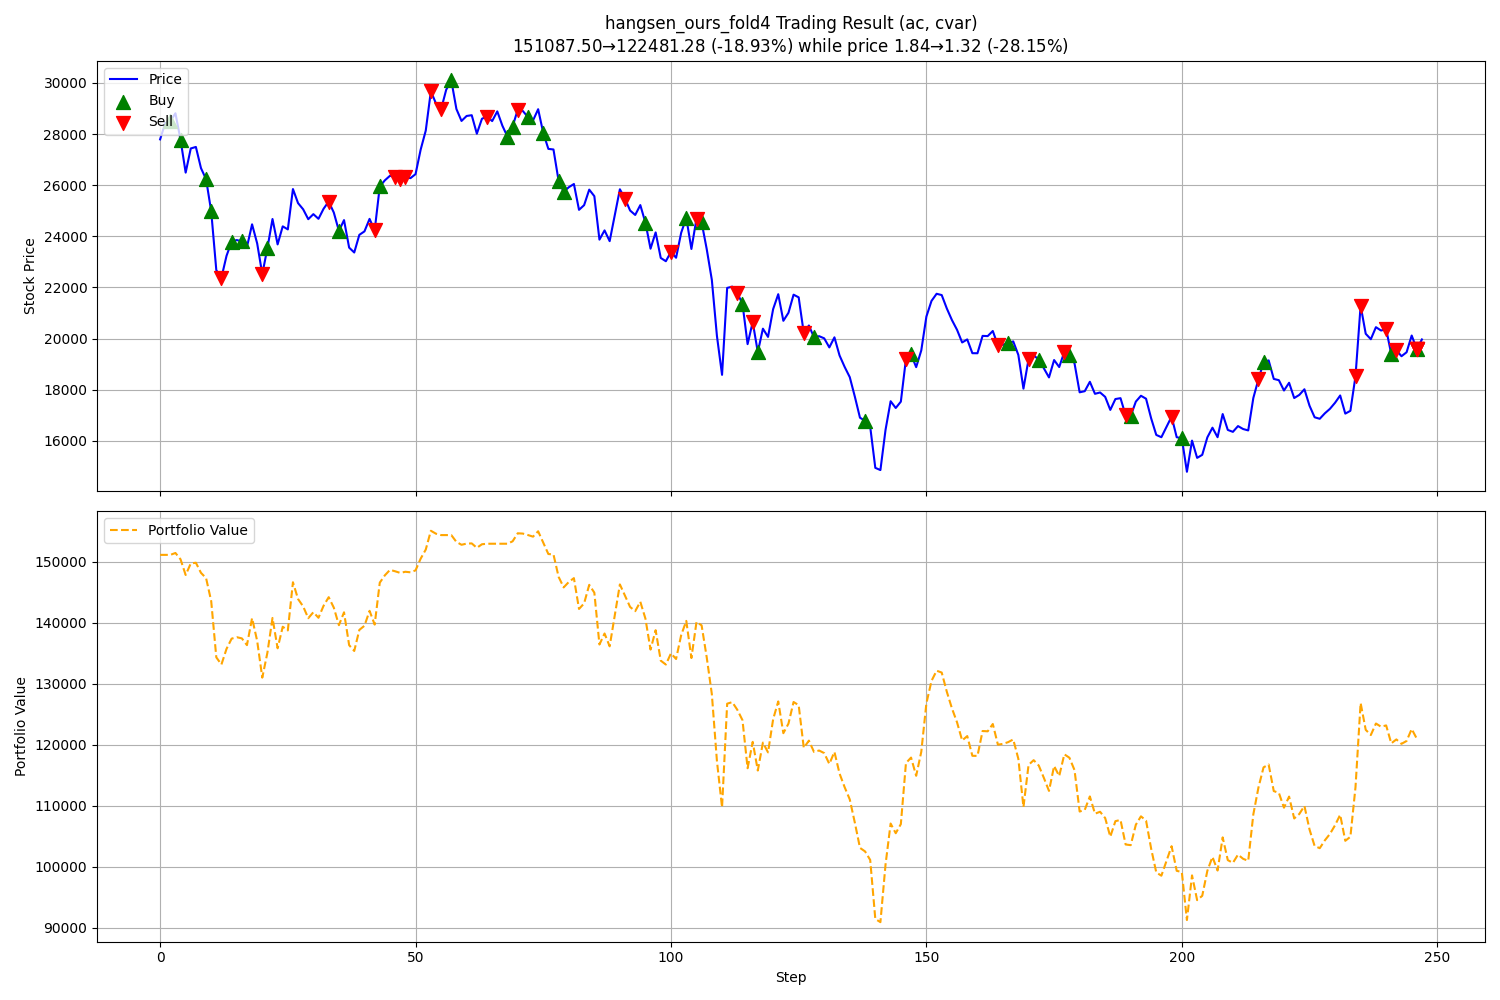 hangsen_ours_fold4 Trading Result (ac, cvar)
151087.50→122481.28 (-18.93%) while price 1.84→1.32 (-28.15%)
Price
Buy
Sell
Stock Price
30000
28000
26000
24000
22000
20000
18000
16000
Portfolio Value
Portfolio Value
150000
140000
130000
120000
110000
100000
90000
0
50
100
150
200
250
Step